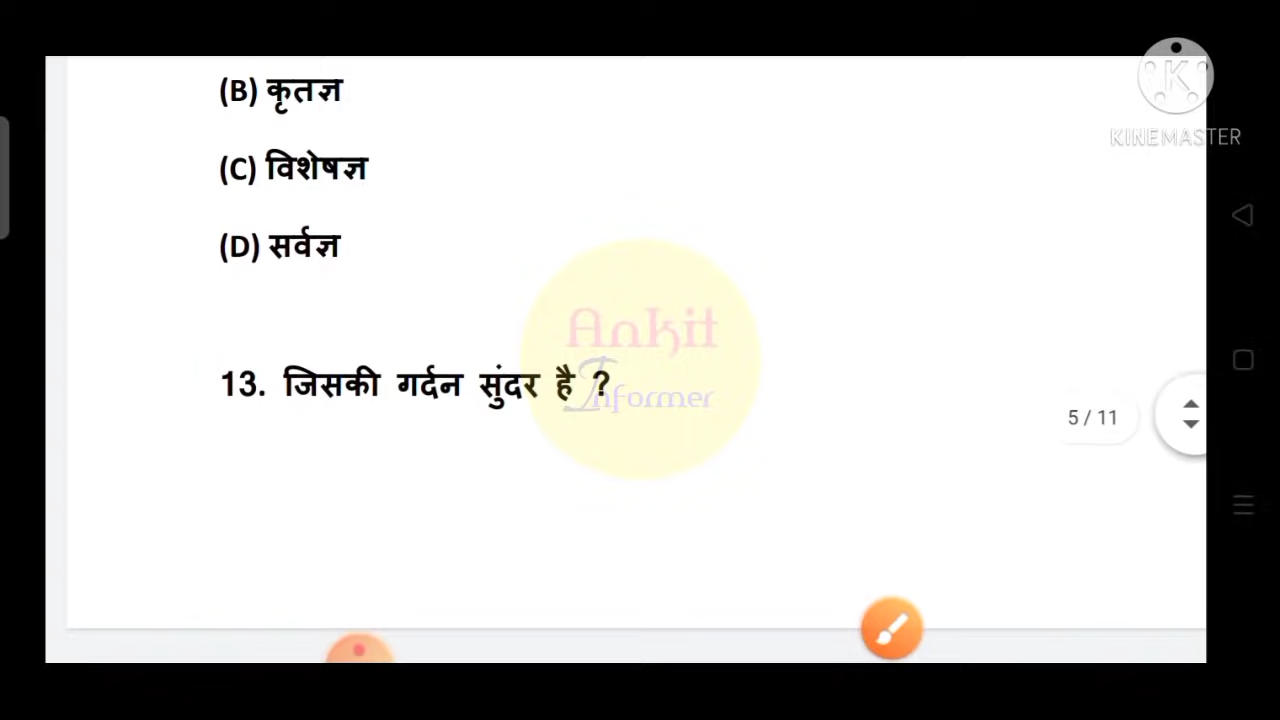 (B) कृतज्ञ
KINEMASTER
(C) विशेषज्ञ
(D) सर्वज्ञ
Ankit
Informer
13. जिसकी गर्दन सुंदर है ?
5 / 11